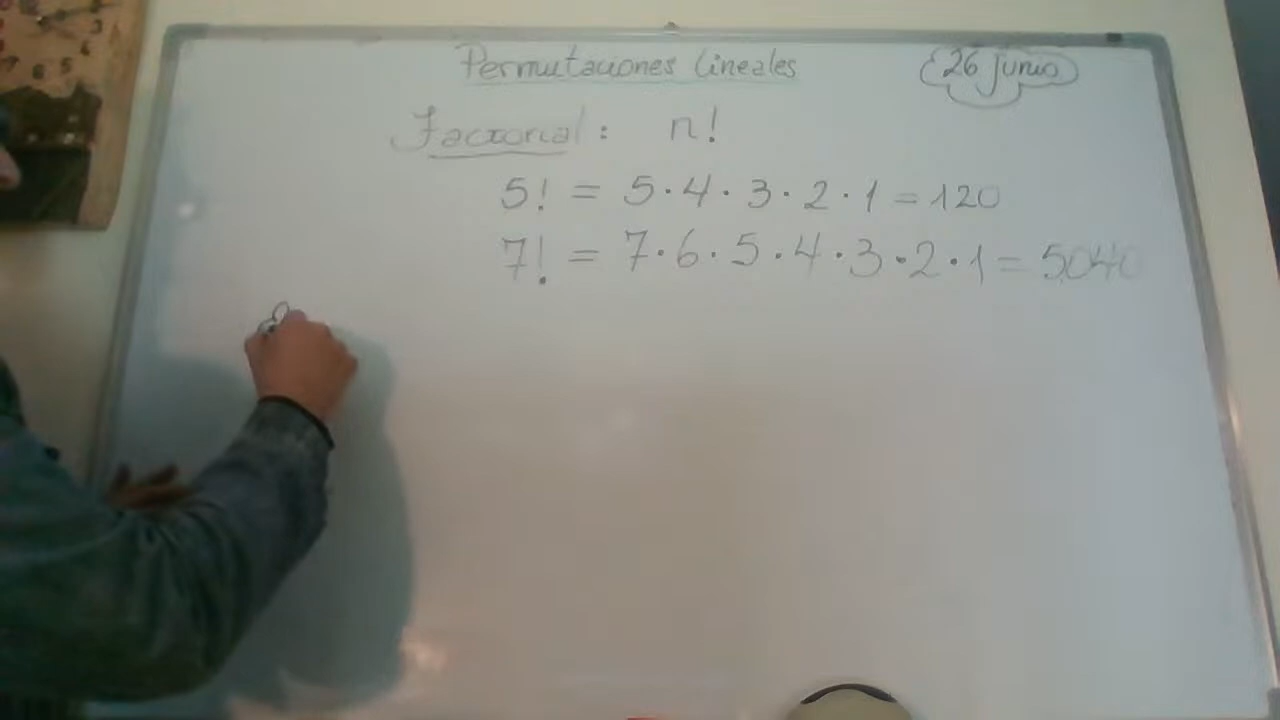 Permutaciones lineales
26 junio
Factorial : n!
5! = 5 · 4 · 3 · 2 · 1 = 120
7! = 7 · 6 · 5 · 4 · 3 · 2 · 1 = 5040